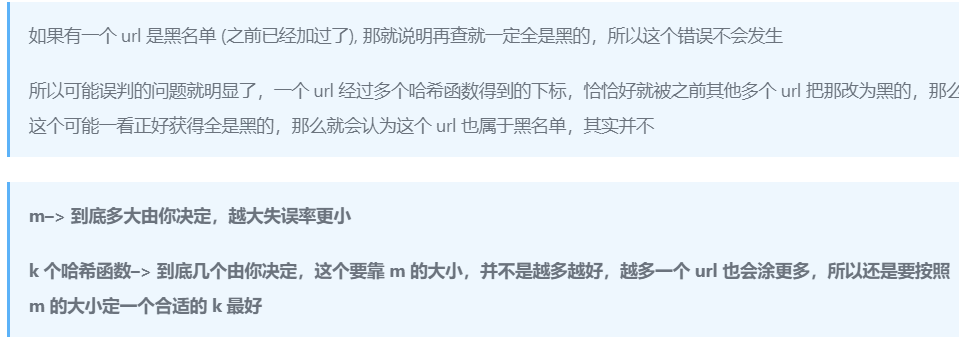 如果有一个 url 是黑名单 (之前已经加过了), 那就说明再查就一定全是黑的，所以这个错误不会发生
所以可能误判的问题就明显了，一个 url 经过多个哈希函数得到的下标，恰恰好就被之前其他多个 url 把那改为黑的，那么
这个可能一看正好获得全是黑的，那么就会认为这个 url 也属于黑名单，其实并不
m–> 到底多大由你决定，越大失误率更小
k 个哈希函数–> 到底几个由你决定，这个要靠 m 的大小，并不是越多越好，越多一个 url 也会涂更多，所以还是要按照
m 的大小定一个合适的 k 最好